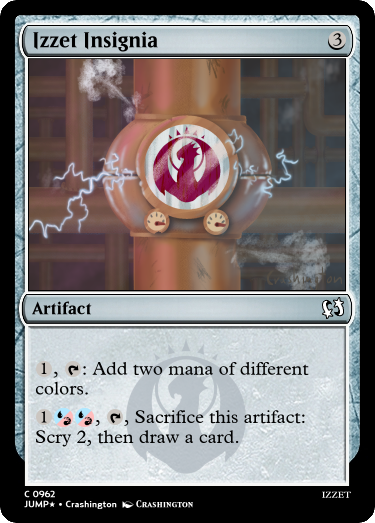 Izzet Insignia 3
Artifact
1, : Add two mana of different
colors.
1 , , Sacrifice this artifact:
Scry 2, then draw a card.
C 0962
JUMP★ • Crashington CRASHINGTON
IZZET